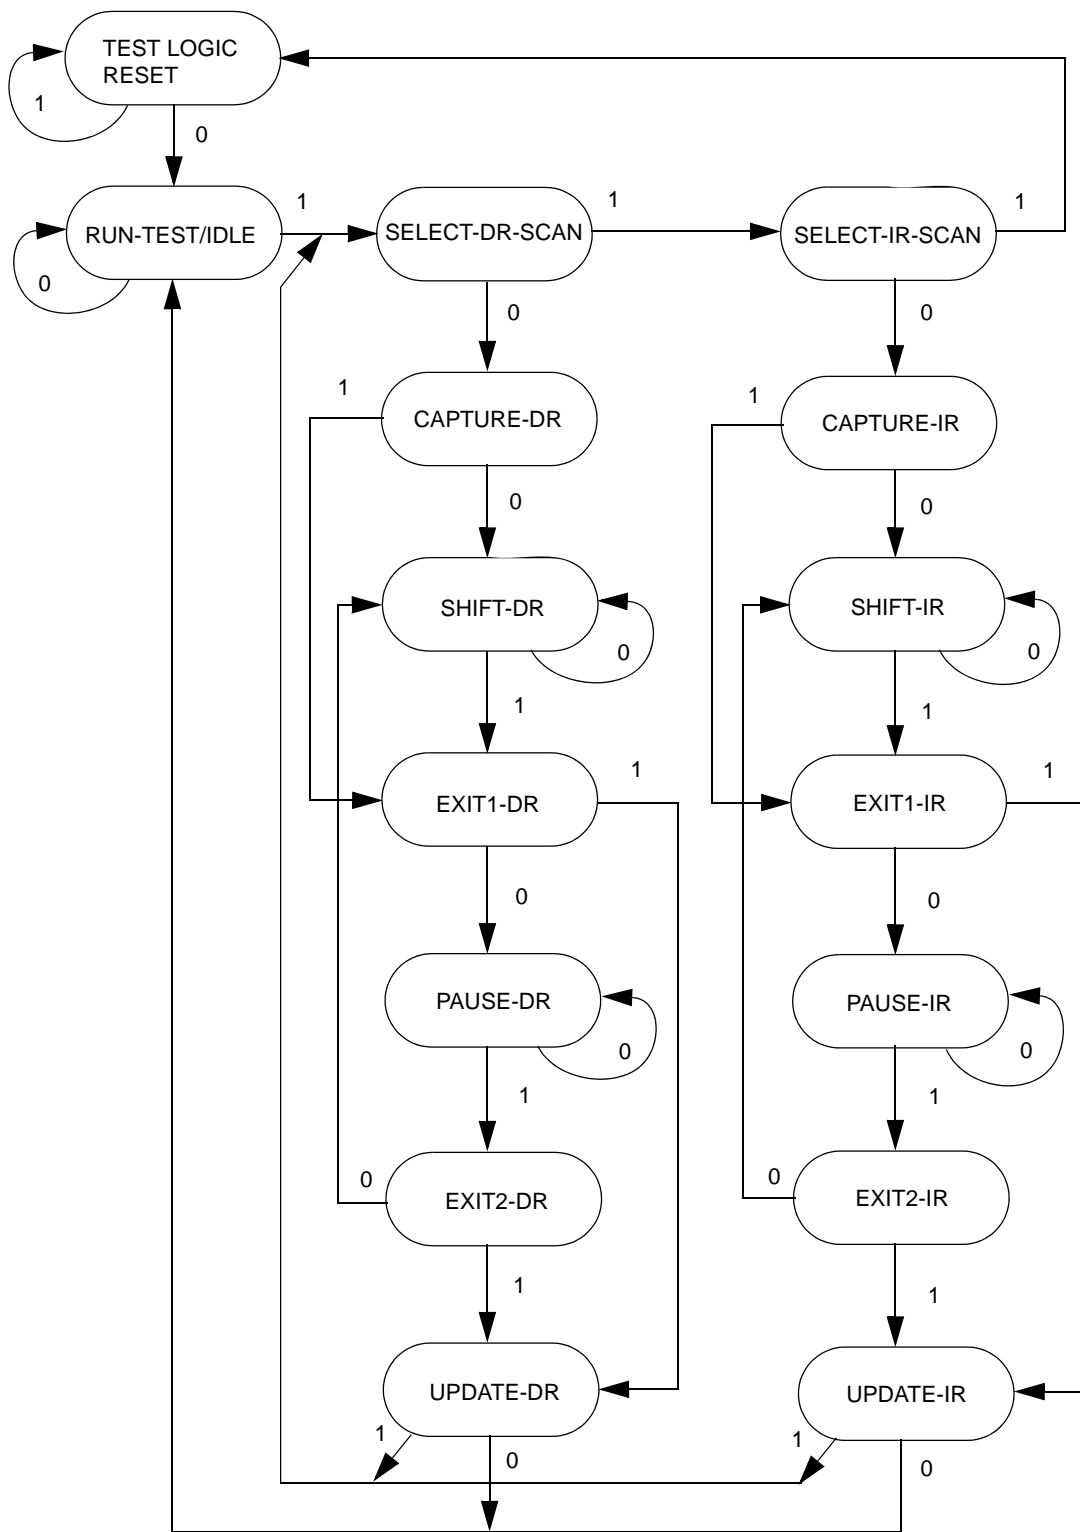 TEST LOGIC
RESET
1
0
RUN-TEST/IDLE
0
1
SELECT-DR-SCAN
1
SELECT-IR-SCAN
1
0
0
1
CAPTURE-DR
1
CAPTURE-IR
0
0
SHIFT-DR
0
SHIFT-IR
0
1
1
EXIT1-DR
1
EXIT1-IR
1
0
0
PAUSE-DR
0
PAUSE-IR
0
1
1
0
EXIT2-DR
0
EXIT2-IR
1
1
UPDATE-DR
UPDATE-IR
1
0
1
0